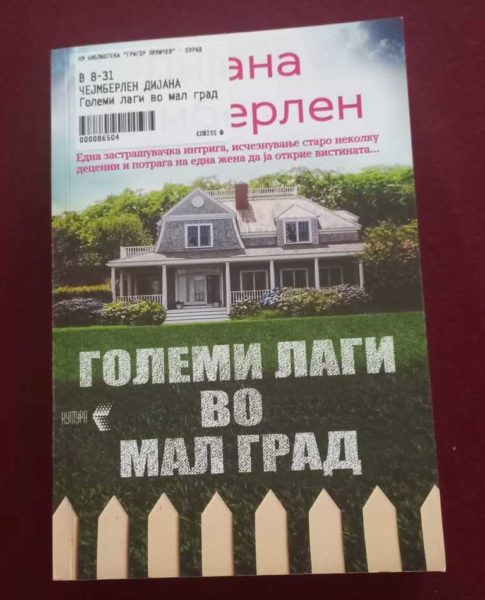 НУ БИБЛИОТЕКА "ГРИГОР ПРЛИЧЕВ" - ОХРИД
В 8-31
ЧЕЈМБЕРЛЕН ДИЈАНА
Големи лаги во мал град
000086504
COBISS
ана
берлен
Една застрашувачка интрига, исчезнување старо неколку
децении и потрага на една жена да ја открие вистината...
ГОЛЕМИ ЛАГИ
ВО
МАЛ ГРАД
КУЛТУРА